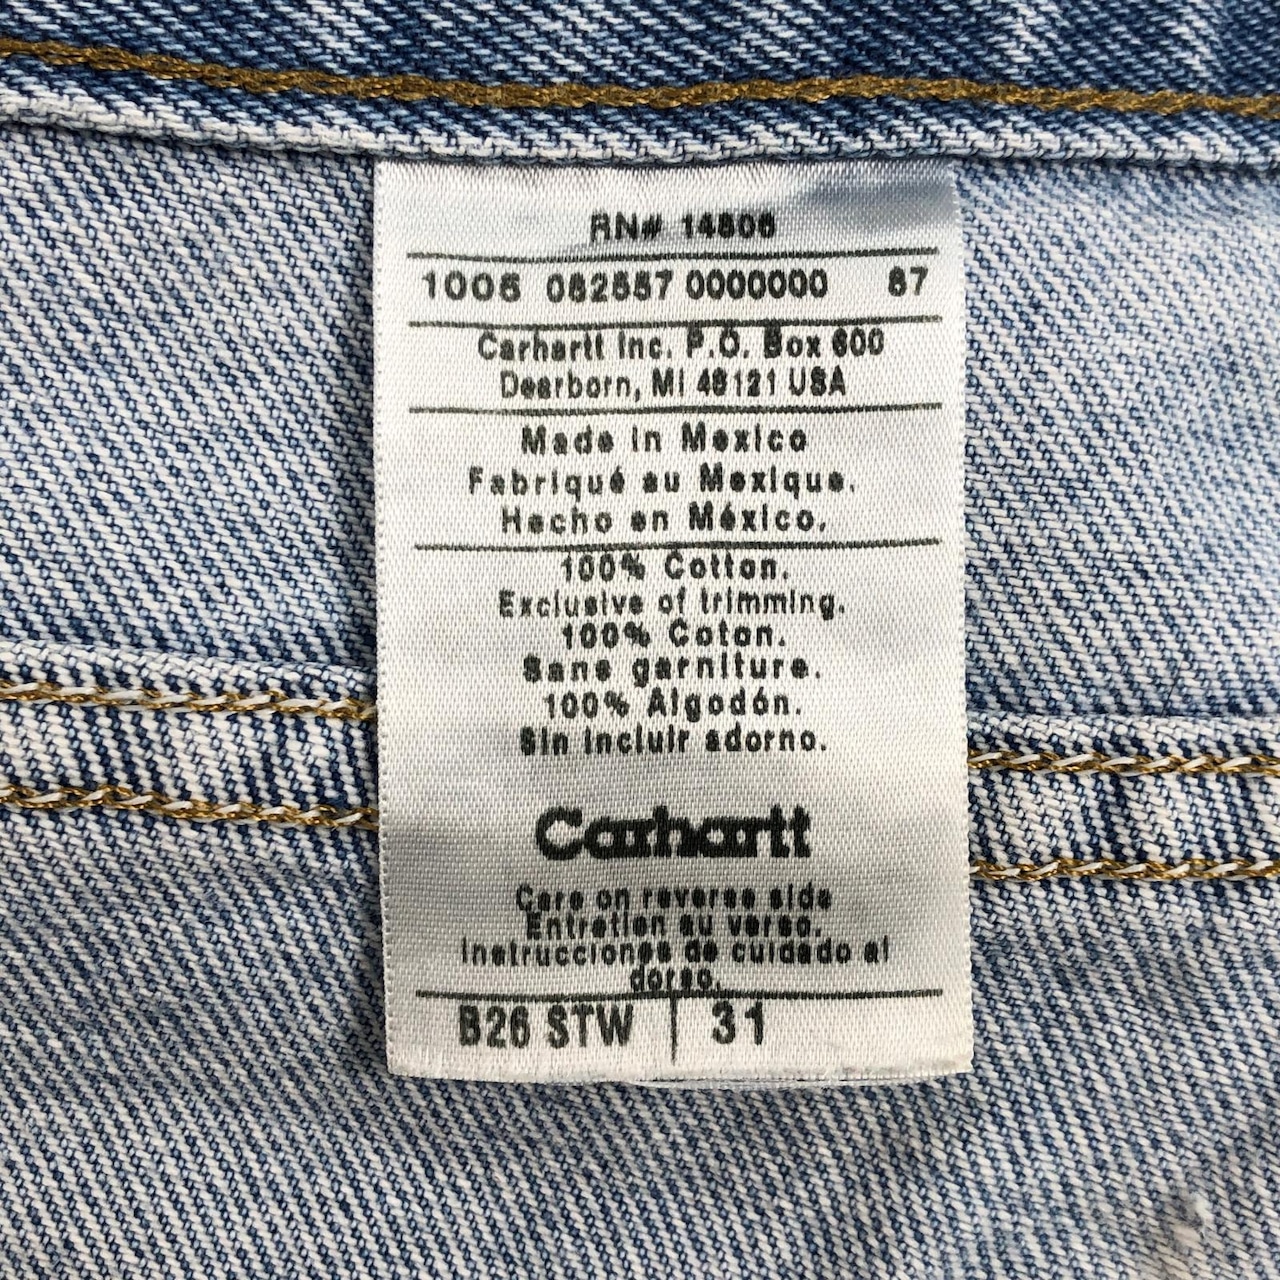 RN# 14806
1005 082557 0000000 87
Carhartt Inc. P.O. Box 600
Dearborn, MI 48121 USA
Made in Mexico
Fabriqué au Mexique.
Hecho en México.
100% Cotton.
Exclusive of trimming.
100% Coton.
Sans garniture.
100% Algodón.
Sin incluir adorno.
Carhartt
Care on reverse side
Entretien au verso.
Instrucciones de cuidado al
dorso.
B26 STW | 31